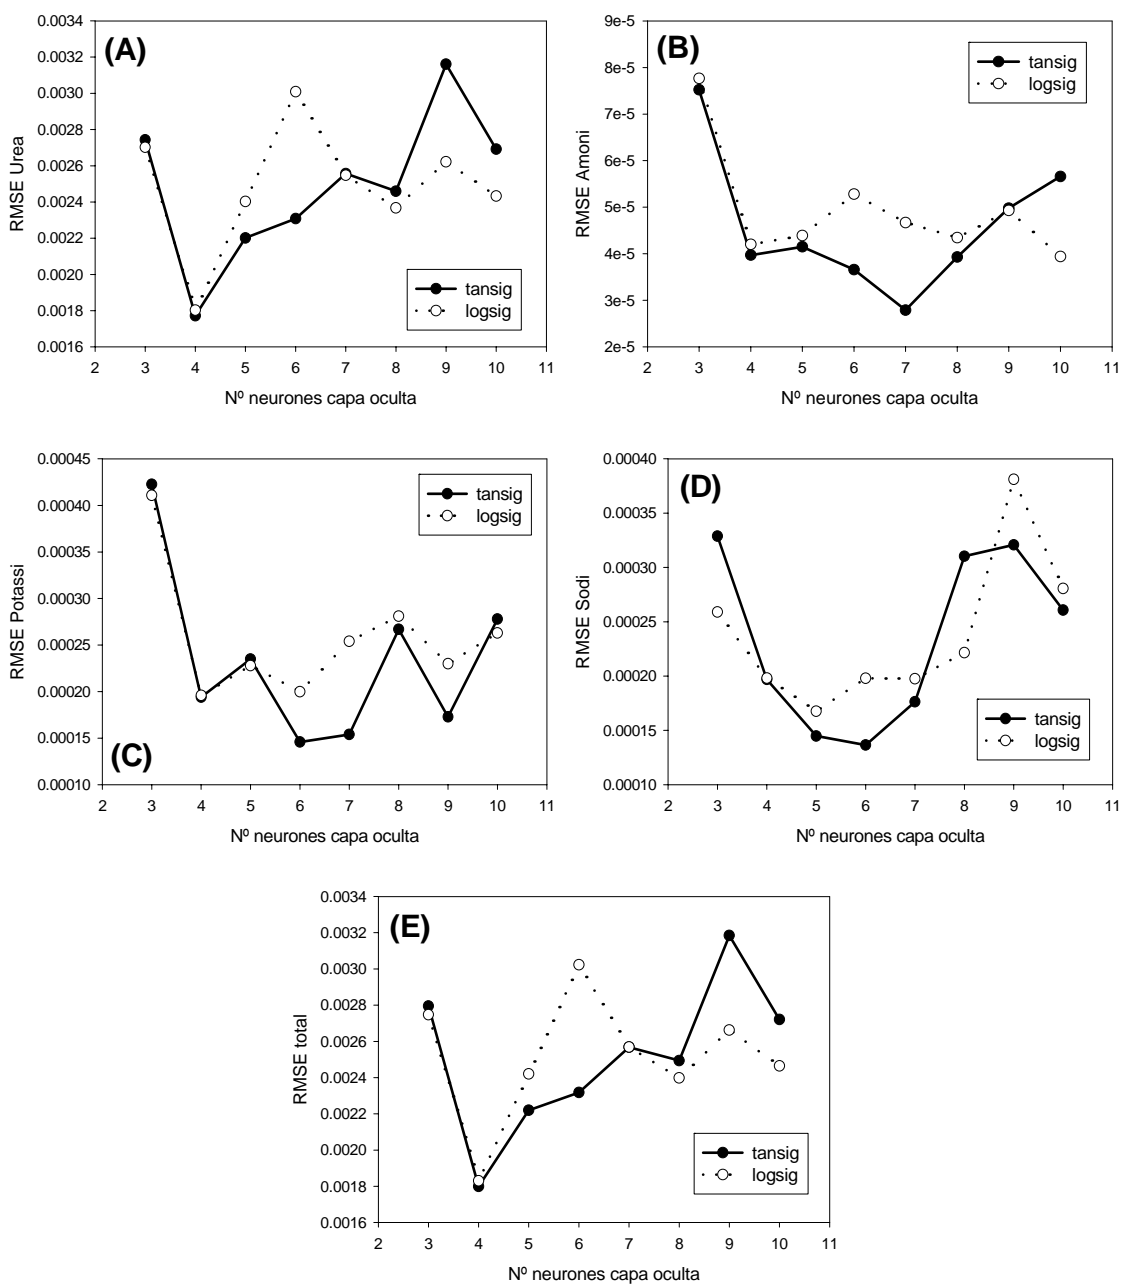 (A)
RMSE Urea
0.0034
0.0032
0.0030
0.0028
0.0026
0.0024
0.0022
0.0020
0.0018
0.0016
tansig
logsig
2 3 4 5 6 7 8 9 10 11
Nº neurones capa oculta
(B)
RMSE Amoni
9e-5
8e-5
7e-5
6e-5
5e-5
4e-5
3e-5
2e-5
tansig
logsig
2 3 4 5 6 7 8 9 10 11
Nº neurones capa oculta
(C)
RMSE Potassi
0.00045
0.00040
0.00035
0.00030
0.00025
0.00020
0.00015
0.00010
tansig
logsig
2 3 4 5 6 7 8 9 10 11
Nº neurones capa oculta
(D)
RMSE Sodi
0.00040
0.00035
0.00030
0.00025
0.00020
0.00015
0.00010
tansig
logsig
2 3 4 5 6 7 8 9 10 11
Nº neurones capa oculta
(E)
RMSE total
0.0034
0.0032
0.0030
0.0028
0.0026
0.0024
0.0022
0.0020
0.0018
0.0016
tansig
logsig
2 3 4 5 6 7 8 9 10 11
Nº neurones capa oculta